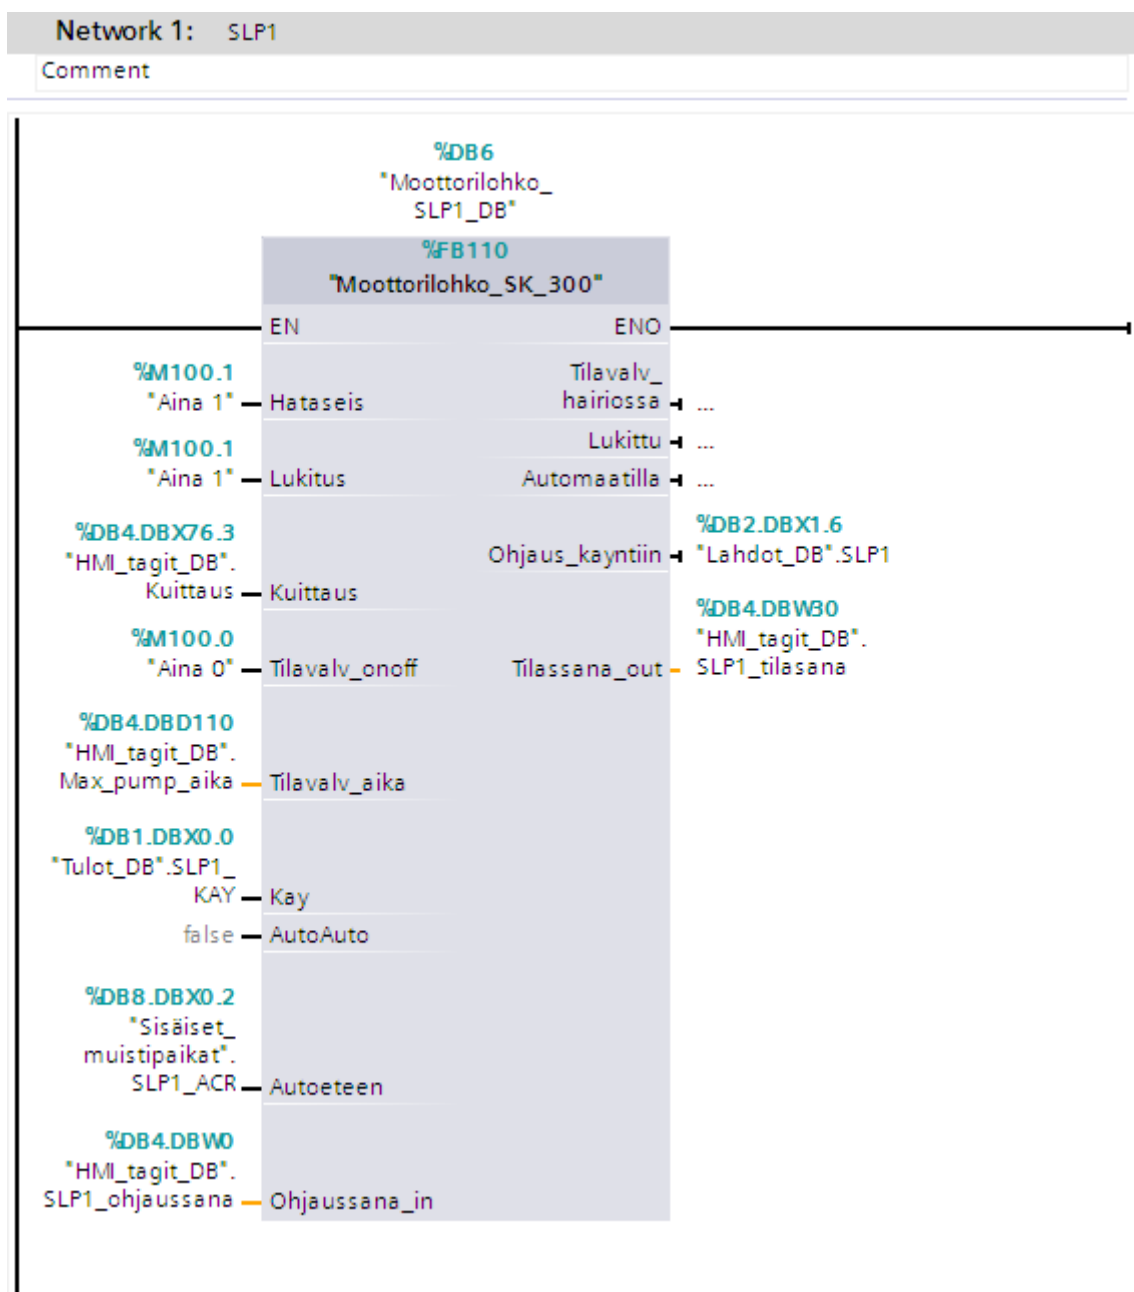 Network 1: SLP1
Comment
%DB6
"Moottorilohko_
SLP1_DB"
%FB110
"Moottorilohko_SK_300"
EN ENO
%M100.1
"Aina 1" Hataseis
Tilavalv_
hairiossa ...
%M100.1
"Aina 1" Lukitus
Lukittu ...
Automaatilla ...
%DB4.DBX76.3
"HMI_tagit_DB".
Kuittaus Kuittaus
%DB2.DBX1.6
Ohjaus_kayntiin "Lahdot_DB".SLP1
%M100.0
"Aina 0" Tilavalv_onoff
%DB4.DBW30
"HMI_tagit_DB".
Tilassana_out SLP1_tilasana
%DB4.DBD110
"HMI_tagit_DB".
Max_pump_aika Tilavalv_aika
%DB1.DBX0.0
"Tulot_DB".SLP1_
KAY Kay
false AutoAuto
%DB8.DBX0.2
"Sisäiset_
muistipaikat".
SLP1_ACR Autoeteen
%DB4.DBW0
"HMI_tagit_DB".
SLP1_ohjaussana Ohjaussana_in